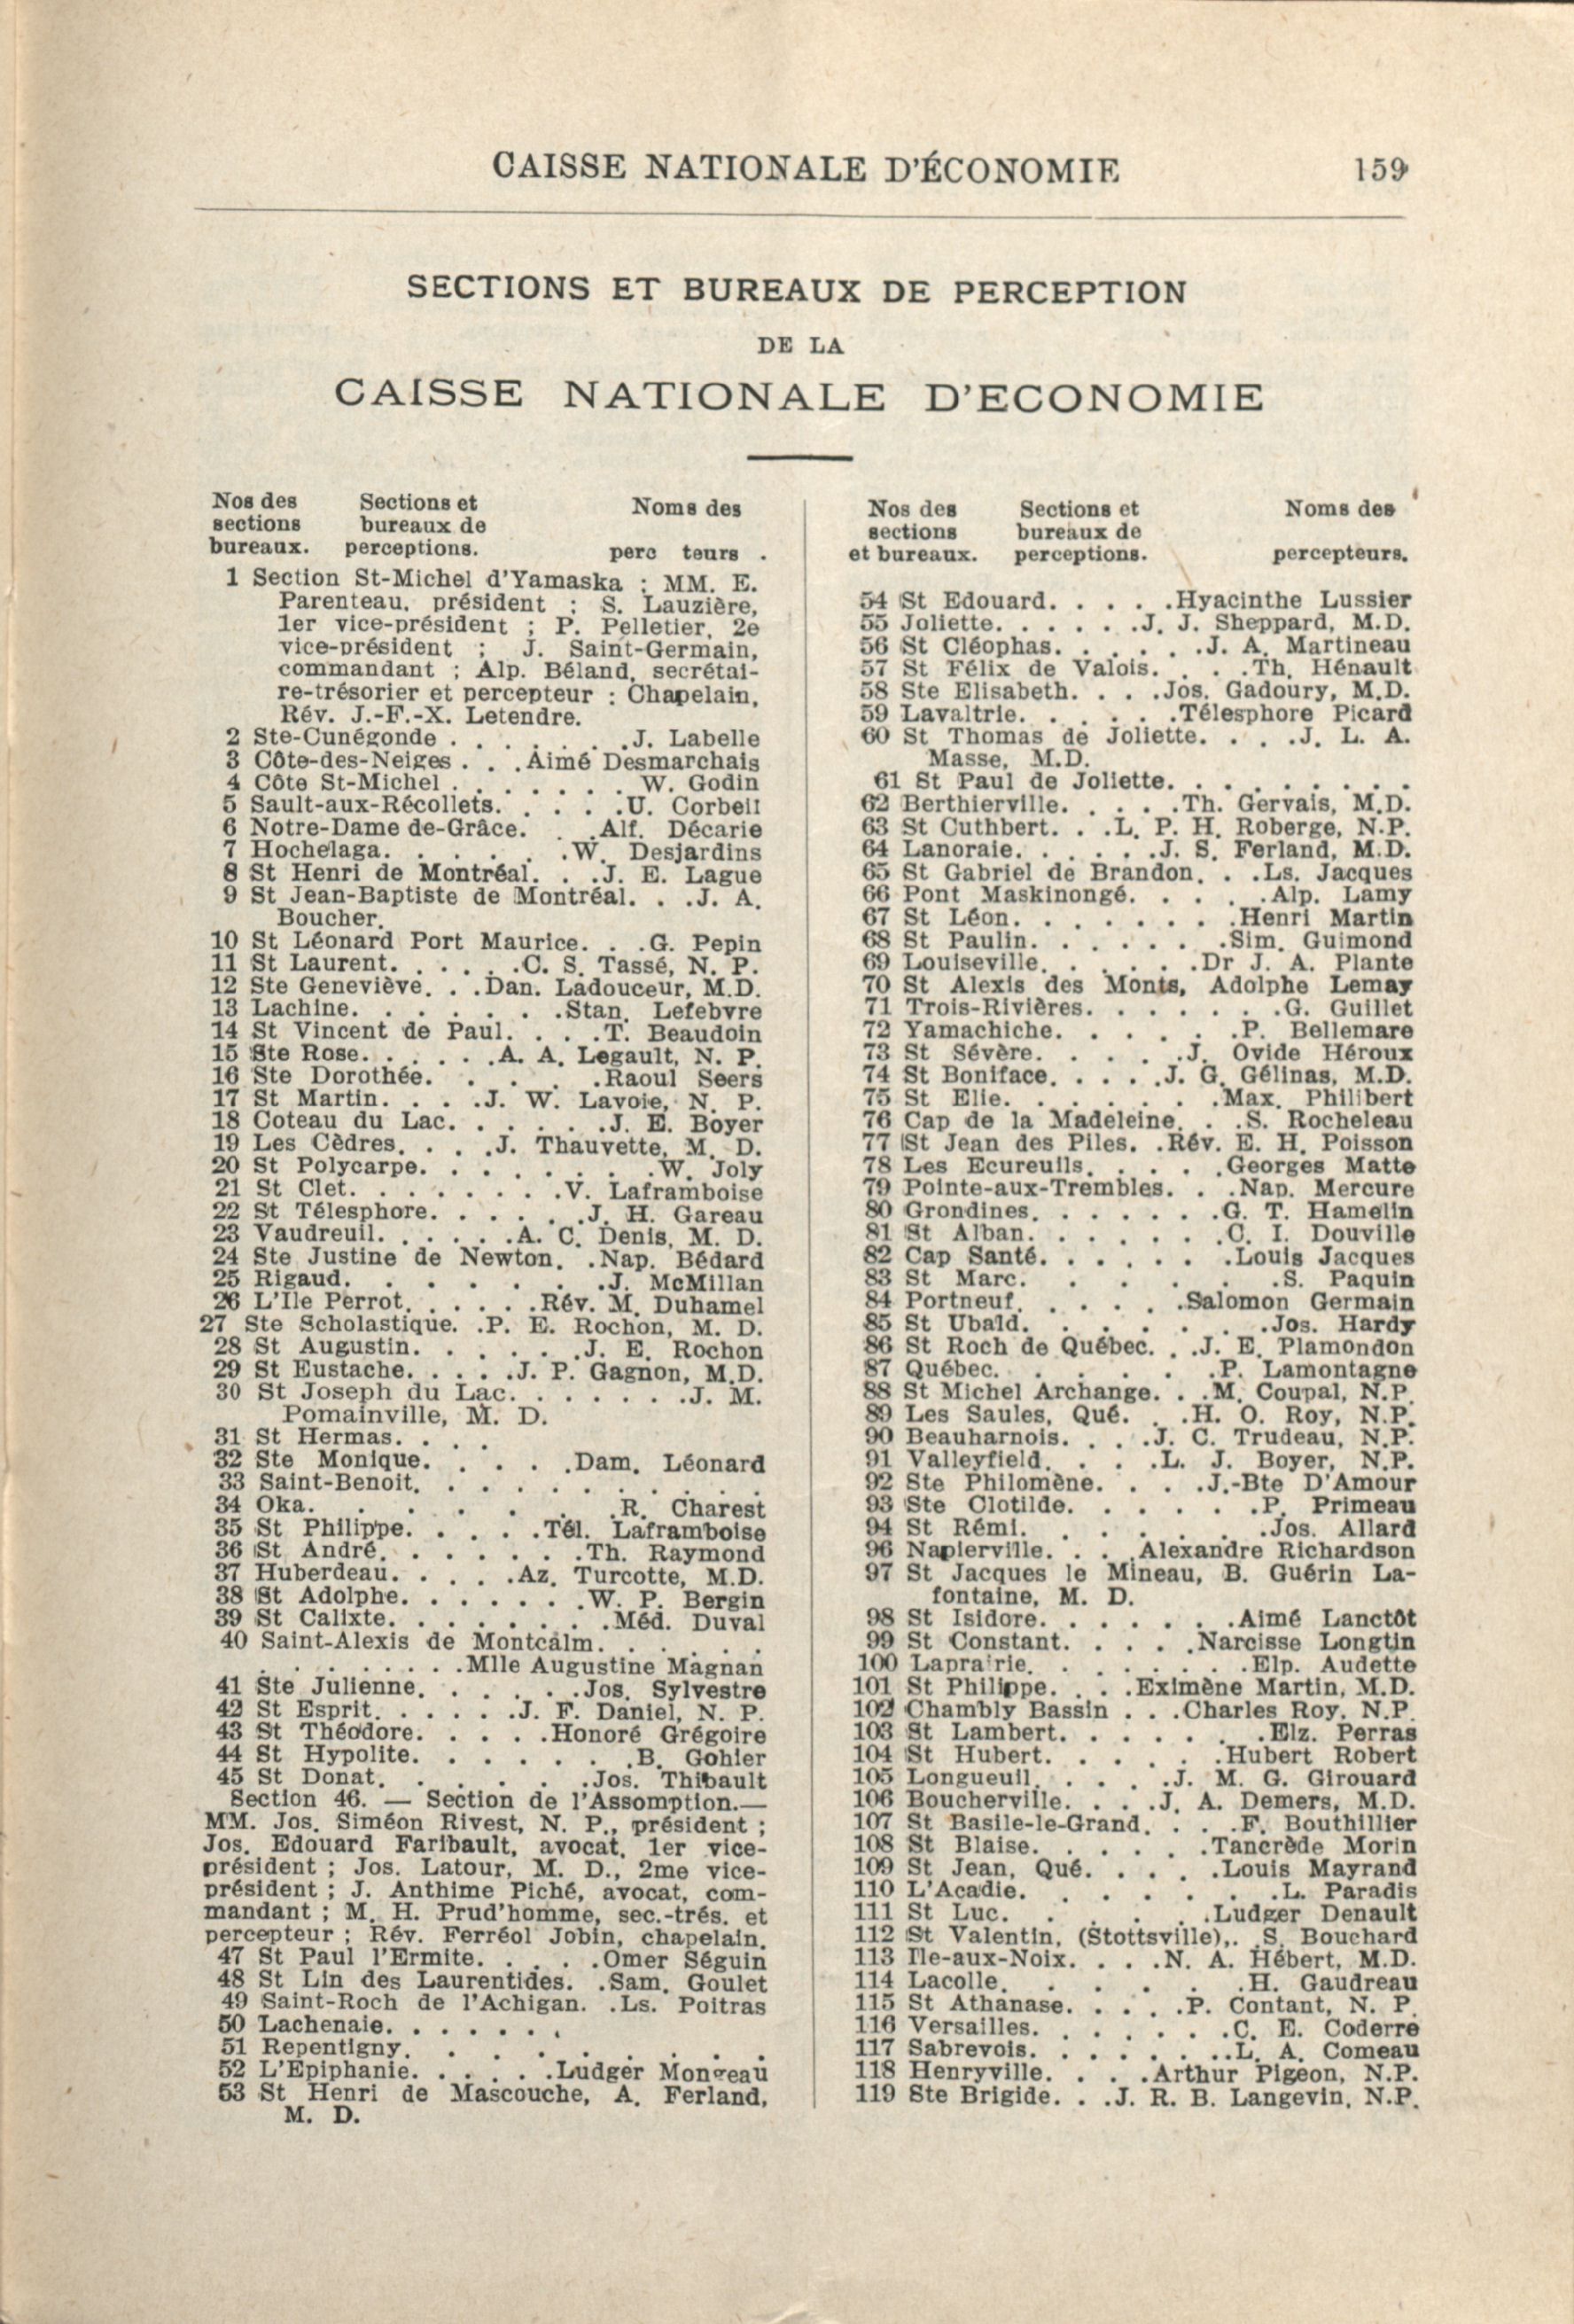 CAISSE NATIONALE D'ÉCONOMIE 159
SECTIONS ET BUREAUX DE PERCEPTION
DE LA
CAISSE NATIONALE D'ECONOMIE
Nos des Sections et Noms des
sections bureaux de
bureaux. perceptions. perc teurs .
1 Section St-Michel d'Yamaska : MM. E.
Parenteau, président ; S. Lauzière,
1er vice-président ; P. Pelletier, 2e
vice-président ; J. Saint-Germain,
commandant ; Alp. Béland, secrétai-
re-trésorier et percepteur : Chapelain,
Rév. J.-F.-X. Letendre.
2 Ste-Cunégonde . . . . . . . .J. Labelle
3 Côte-des-Neiges . . .Aimé Desmarchais
4 Côte St-Michel . . . . . . . W. Godin
5 Sault-aux-Récollets. . . . . .U. Corbeil
6 Notre-Dame de-Grâce. . .Alf. Décarie
7 Hochelaga. . . . . . .W. Desjardins
8 St Henri de Montréal. . .J. E. Lague
9 St Jean-Baptiste de Montréal. . .J. A.
Boucher.
10 St Léonard Port Maurice. . .G. Pepin
11 St Laurent. . . . . .C. S. Tassé, N. P.
12 Ste Geneviève. . .Dan. Ladouceur, M.D.
13 Lachine. . . . . . . .Stan. Lefebvre
14 St Vincent de Paul. . . . .T. Beaudoin
15 Ste Rose. . . . . . .A. A. Legault, N. P.
16 Ste Dorothée. . . . . .Raoul Seers
17 St Martin. . . . .J. W. Lavoie, N. P.
18 Coteau du Lac. . . . . . .J. E. Boyer
19 Les Cèdres. . . . .J. Thauvette, M. D.
20 St Polycarpe. . . . . . . . .W. Joly
21 St Clet. . . . . . . . .V. Laframboise
22 St Télesphore. . . . . . .J. H. Gareau
23 Vaudreuil. . . . . . .A. C. Denis, M. D.
24 Ste Justine de Newton. .Nap. Bédard
25 Rigaud. . . . . . . .J. McMillan
26 L'Ile Perrot. . . . . .Rév. M. Duhamel
27 Ste Scholastique. .P. E. Rochon, M. D.
28 St Augustin. . . . . . .J. E. Rochon
29 St Eustache. . . . . .J. P. Gagnon, M.D.
30 St Joseph du Lac. . . . . . . .J. M.
Pomainville, M. D.
31 St Hermas. . . .
32 Ste Monique. . . . . .Dam. Léonard
33 Saint-Benoit. . . . . . . . . .
34 Oka. . . . . . . . .R. Charest
35 St Philippe. . . . . .Tél. Laframboise
36 St André. . . . . . . .Th. Raymond
37 Huberdeau. . . . . .Az. Turcotte, M.D.
38 St Adolphe. . . . . . . .W. P. Bergin
39 St Calixte. . . . . . . .Méd. Duval
40 Saint-Alexis de Montcalm. . . . .
. . . . . . . .Mlle Augustine Magnan
41 Ste Julienne. . . . . . .Jos. Sylvestre
42 St Esprit. . . . . . .J. F. Daniel, N. P.
43 St Théodore. . . . . .Honoré Grégoire
44 St Hypolite. . . . . . . .B. Gohier
45 St Donat. . . . . . .Jos. Thibault
Section 46. — Section de l'Assomption.—
MM. Jos. Siméon Rivest, N. P., président ;
Jos. Edouard Faribault, avocat, 1er vice-
président ; Jos. Latour, M. D., 2me vice-
président ; J. Anthime Piché, avocat, com-
mandant ; M. H. Prud'homme, sec.-trés. et
percepteur ; Rév. Ferréol Jobin, chapelain.
47 St Paul l'Ermite. . . . .Omer Séguin
48 St Lin des Laurentides. .Sam. Goulet
49 Saint-Roch de l'Achigan. .Ls. Poitras
50 Lachenaie. . . . . . .
51 Repentigny. . . . . . . . .
52 L'Epiphanie. . . . . .Ludger Mongeau
53 St Henri de Mascouche, A. Ferland,
M. D.
Nos des Sections et Noms des
sections bureaux de
et bureaux. perceptions. percepteurs.
54 St Edouard. . . . . .Hyacinthe Lussier
55 Joliette. . . . . . .J. J. Sheppard, M.D.
56 St Cléophas. . . . . . .J. A. Martineau
57 St Félix de Valois. . . . .Th. Hénault
58 Ste Elisabeth. . . . .Jos. Gadoury, M.D.
59 Lavaltrie. . . . . . .Télesphore Picard
60 St Thomas de Joliette. . . . .J. L. A.
Masse, M.D.
61 St Paul de Joliette. . . . . . . . .
62 Berthierville. . . . . .Th. Gervais, M.D.
63 St Cuthbert. . . .L. P. H. Roberge, N.P.
64 Lanoraie. . . . . . .J. S. Ferland, M.D.
65 St Gabriel de Brandon. . . .Ls. Jacques
66 Pont Maskinongé. . . . . .Alp. Lamy
67 St Léon. . . . . . . . .Henri Martin
68 St Paulin. . . . . . . .Sim. Guimond
69 Louiseville. . . . . . .Dr J. A. Plante
70 St Alexis des Monts, Adolphe Lemay
71 Trois-Rivières. . . . . . . .G. Guillet
72 Yamachiche. . . . . . .P. Bellemare
73 St Sévère. . . . . .J. Ovide Héroux
74 St Boniface. . . . . .J. G. Gélinas, M.D.
75 St Elie. . . . . . . . .Max. Philibert
76 Cap de la Madeleine. . . .S. Rocheleau
77 St Jean des Piles. .Rév. E. H. Poisson
78 Les Ecureuils. . . . . .Georges Matte
79 Pointe-aux-Trembles. . . .Nap. Mercure
80 Grondines. . . . . . . .G. T. Hamelin
81 St Alban. . . . . . . .C. I. Douville
82 Cap Santé. . . . . . . .Louis Jacques
83 St Marc. . . . . . .S. Paquin
84 Portneuf. . . . . . .Salomon Germain
85 St Ubald. . . . . . . .Jos. Hardy
86 St Roch de Québec. . . .J. E. Plamondon
87 Québec. . . . . . .P. Lamontagne
88 St Michel Archange. . . .M. Coupal, N.P.
89 Les Saules, Qué. . . .H. O. Roy, N.P.
90 Beauharnois. . . . .J. C. Trudeau, N.P.
91 Valleyfield. . . . .L. J. Boyer, N.P.
92 Ste Philomène. . . . .J.-Bte D'Amour
93 Ste Clotilde. . . . . . .P. Primeau
94 St Rémi. . . . . . . .Jos. Allard
96 Napierville. . . . .Alexandre Richardson
97 St Jacques le Mineau, B. Guérin La-
fontaine, M. D.
98 St Isidore. . . . . . . .Aimé Lanctôt
99 St Constant. . . . . .Narcisse Longtin
100 Laprairie. . . . . . . .Elp. Audette
101 St Philippe. . . . .Eximène Martin, M.D.
102 Chambly Bassin . . .Charles Roy, N.P.
103 St Lambert. . . . . . . .Elz. Perras
104 St Hubert. . . . . . .Hubert Robert
105 Longueuil. . . . . .J. M. G. Girouard
106 Boucherville. . . . .J. A. Demers, M.D.
107 St Basile-le-Grand. . . . .F. Bouthillier
108 St Blaise. . . . . . .Tancrède Morin
109 St Jean, Qué. . . . . .Louis Mayrand
110 L'Acadie. . . . . . . .L. Paradis
111 St Luc. . . . . . .Ludger Denault
112 St Valentin, (Stottsville),. S. Bouchard
113 Ile-aux-Noix. . . . .N. A. Hébert, M.D.
114 Lacolle. . . . . . .H. Gaudreau
115 St Athanase. . . . . .P. Contant, N. P.
116 Versailles. . . . . . . .C. E. Coderre
117 Sabrevois. . . . . . . ..L. A. Comeau
118 Henryville. . . . .Arthur Pigeon, N.P.
119 Ste Brigide. . . .J. R. B. Langevin, N.P.